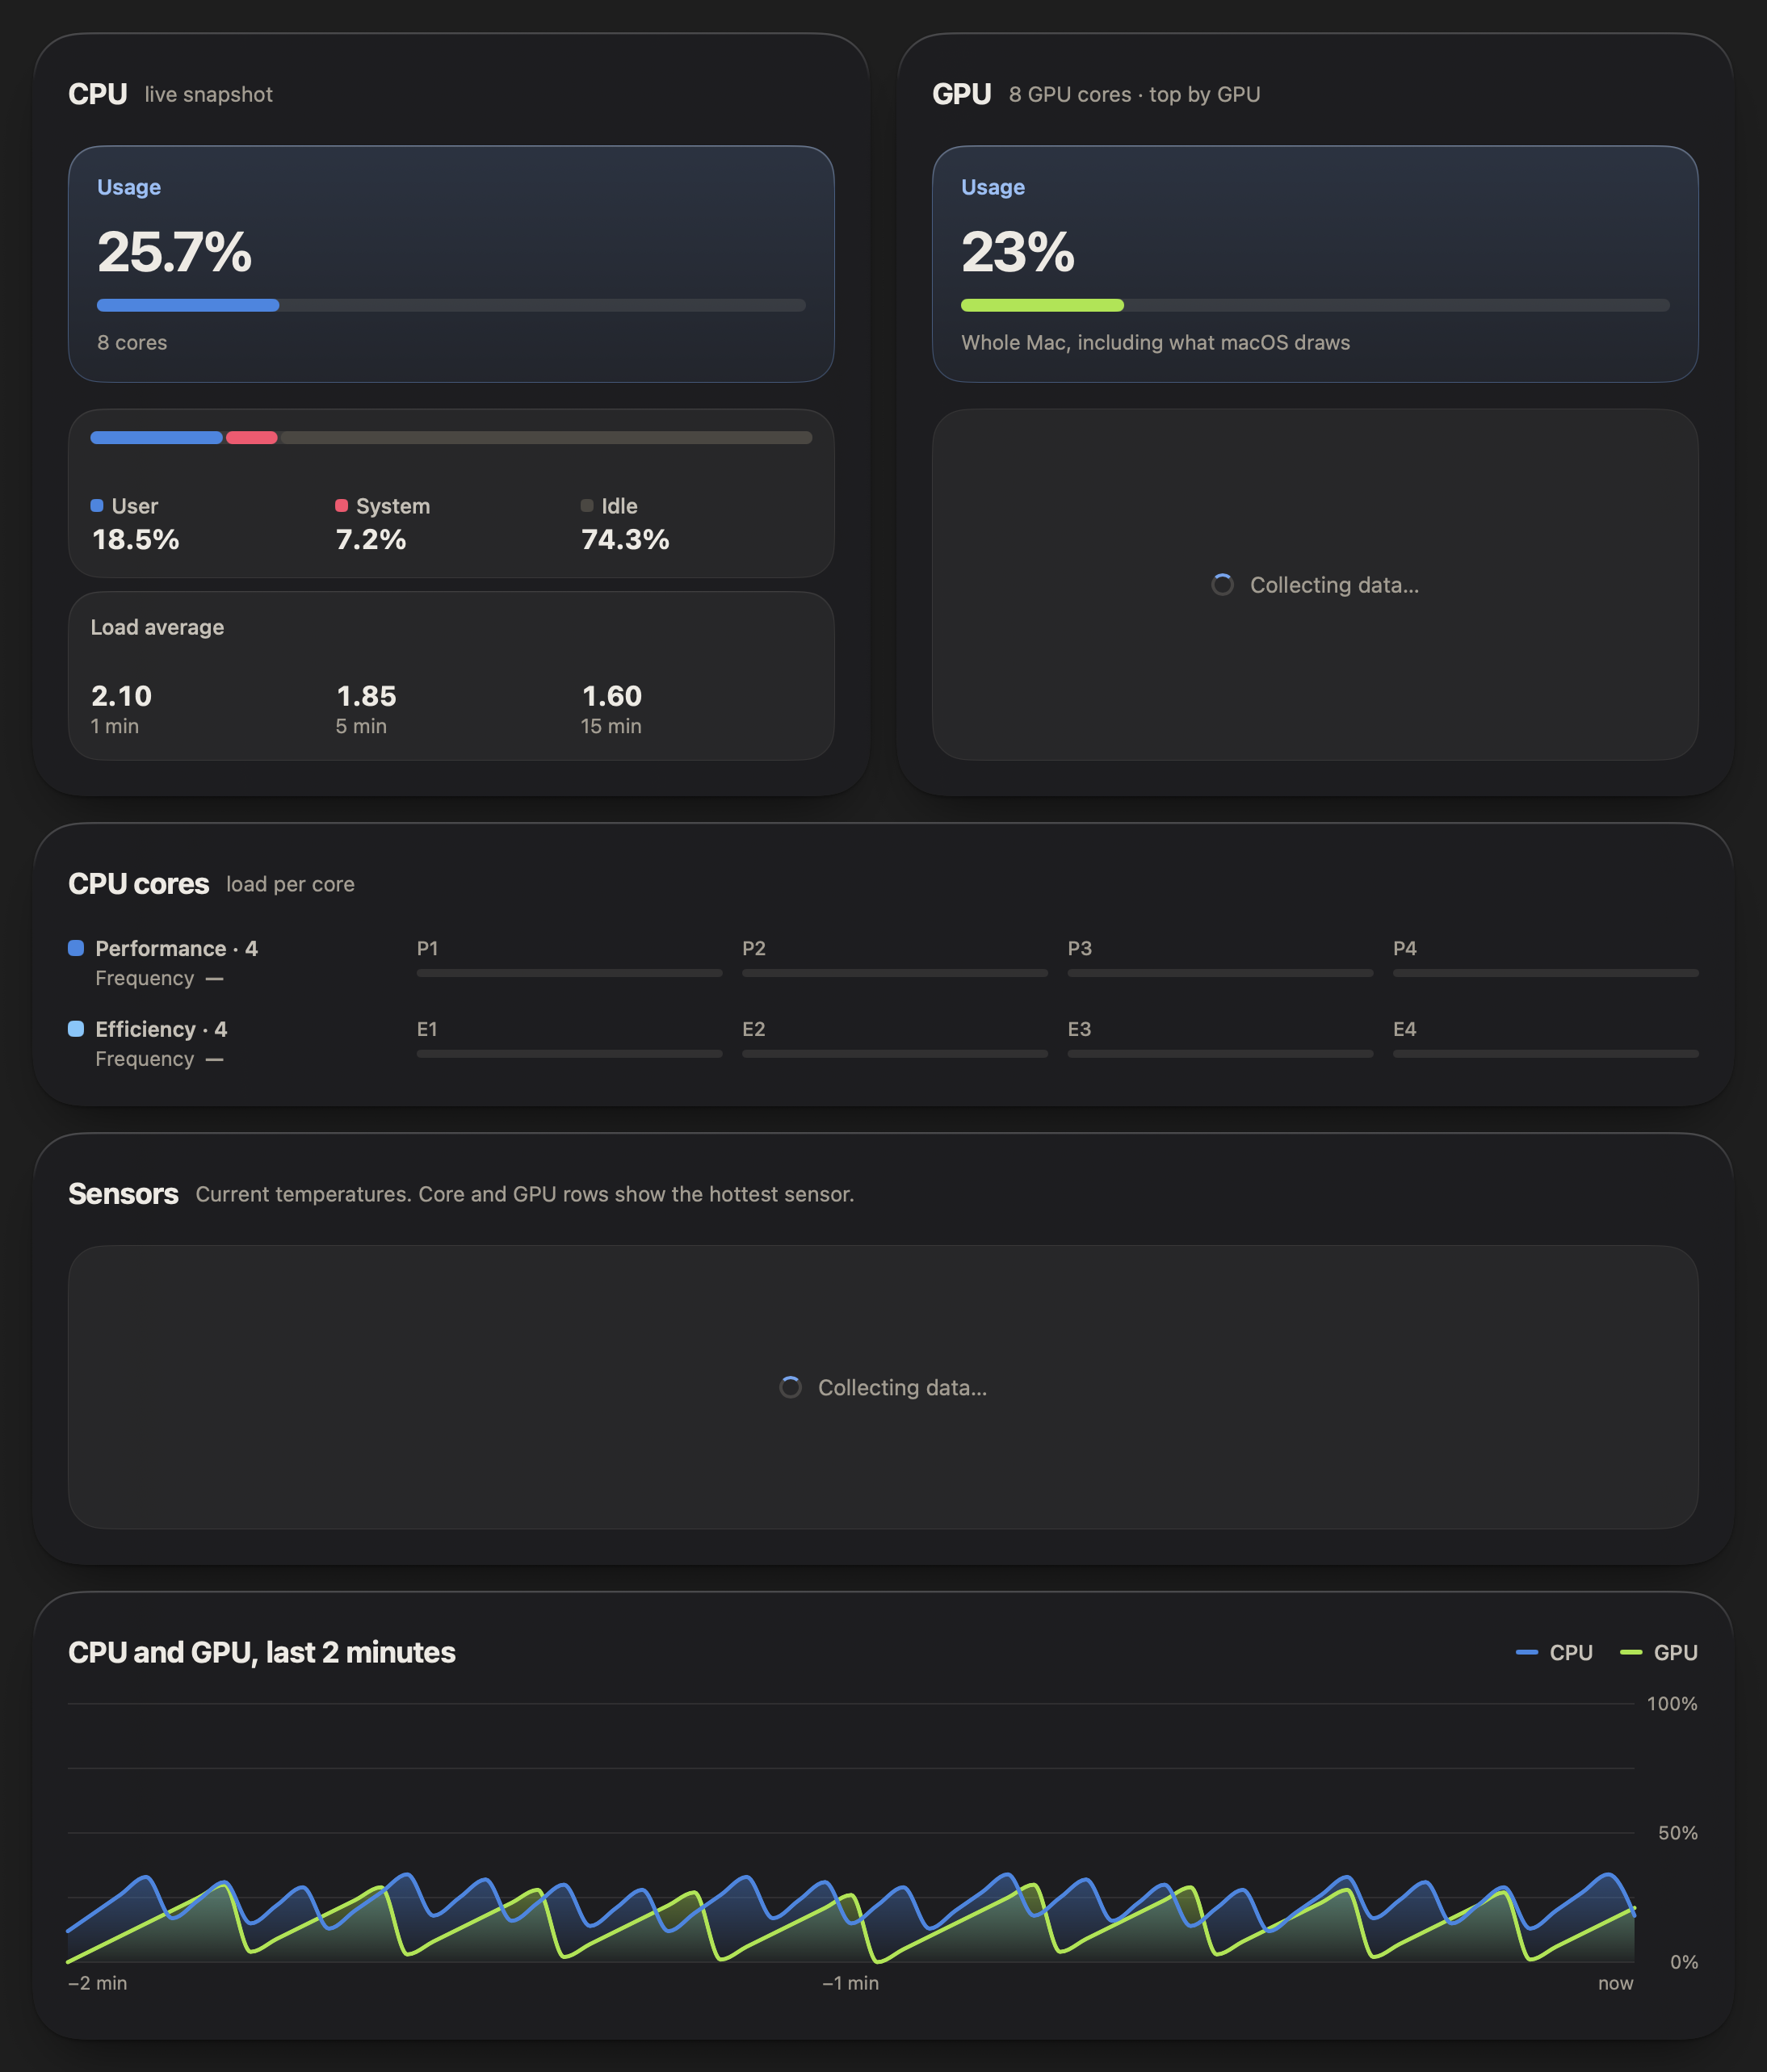 CPU live snapshot
Usage
25.7%
8 cores
User System Idle
18.5% 7.2% 74.3%
Load average
2.10 1.85 1.60
1 min 5 min 15 min
GPU 8 GPU cores · top by GPU
Usage
23%
Whole Mac, including what macOS draws
Collecting data...
CPU cores load per core
Performance · 4 P1 P2 P3 P4
Frequency —
Efficiency · 4 E1 E2 E3 E4
Frequency —
Sensors Current temperatures. Core and GPU rows show the hottest sensor.
Collecting data...
CPU and GPU, last 2 minutes CPU GPU
100%
50%
0%
−2 min −1 min now